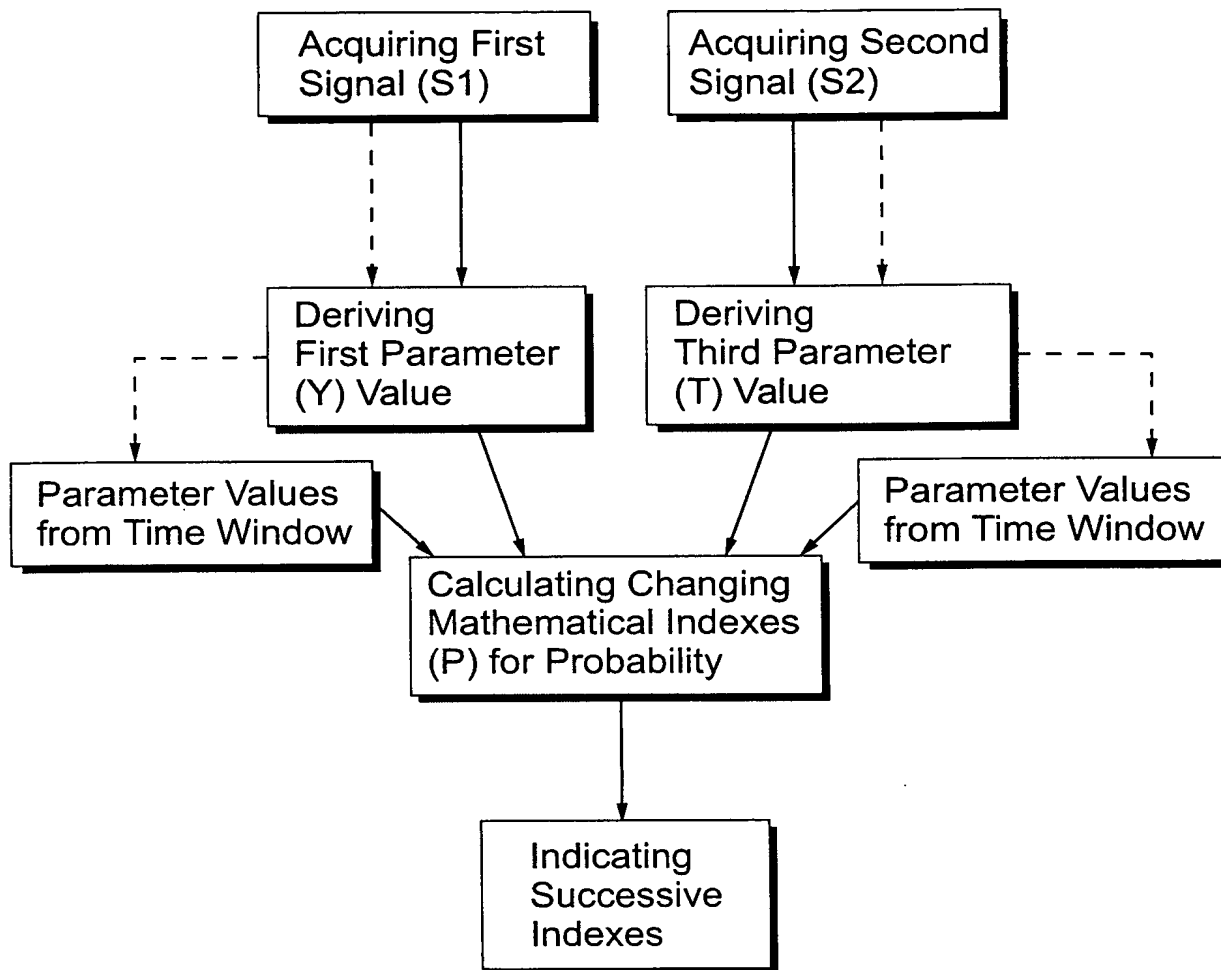 Acquiring First
Signal (S1)
Acquiring Second
Signal (S2)
Deriving
First Parameter
(Y) Value
Deriving
Third Parameter
(T) Value
Parameter Values
from Time Window
Parameter Values
from Time Window
Calculating Changing
Mathematical Indexes
(P) for Probability
Indicating
Successive
Indexes